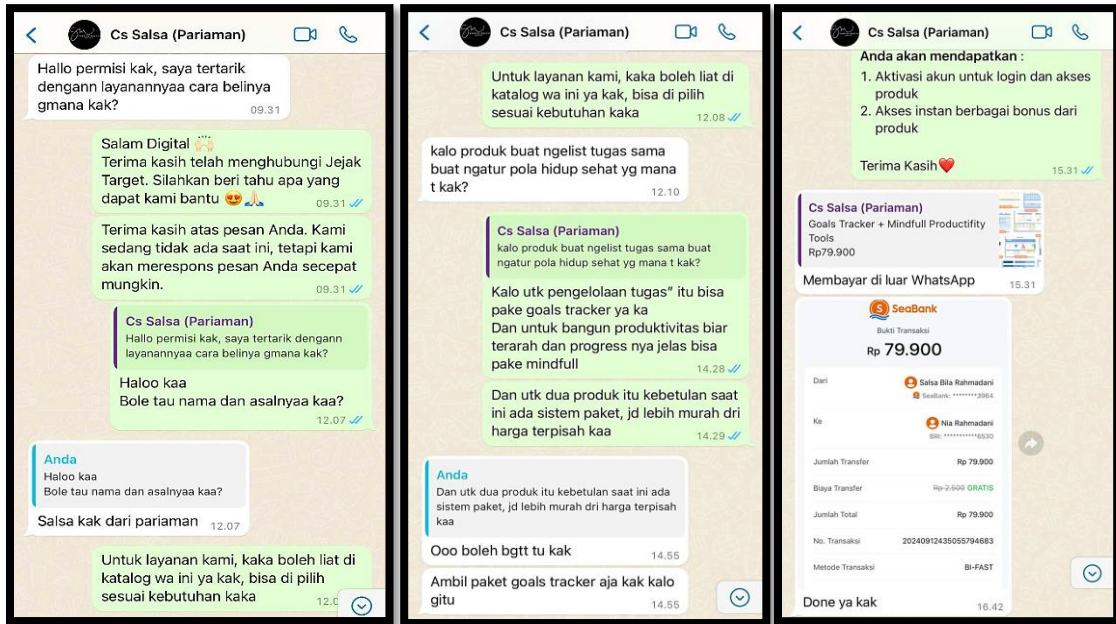 Cs Salsa (Pariaman)
Hallo permisi kak, saya tertarik
dengann layanannyaa cara belinya
gmana kak?
09.31
Salam Digital 🙌🏻
Terima kasih telah menghubungi Jejak
Target. Silahkan beri tahu apa yang
dapat kami bantu 😍🙏🏻
09.31
Terima kasih atas pesan Anda. Kami
sedang tidak ada saat ini, tetapi kami
akan merespons pesan Anda secepat
mungkin.
09.31
Cs Salsa (Pariaman)
Hallo permisi kak, saya tertarik dengann
layanannyaa cara belinya gmana kak?
Haloo kaa
Bole tau nama dan asalnyaa kaa?
12.07
Anda
Haloo kaa
Bole tau nama dan asalnyaa kaa?
Salsa kak dari pariaman
12.07
Untuk layanan kami, kaka boleh liat di
katalog wa ini ya kak, bisa di pilih
sesuai kebutuhan kaka
Cs Salsa (Pariaman)
Untuk layanan kami, kaka boleh liat di
katalog wa ini ya kak, bisa di pilih
sesuai kebutuhan kaka
12.08
kalo produk buat ngelist tugas sama
buat ngatur pola hidup sehat yg mana
t kak?
12.10
Cs Salsa (Pariaman)
kalo produk buat ngelist tugas sama buat
ngatur pola hidup sehat yg mana t kak?
Kalo utk pengelolaan tugas" itu bisa
pake goals tracker ya ka
Dan untuk bangun produktivitas biar
terarah dan progress nya jelas bisa
pake mindfull
14.28
Dan utk dua produk itu kebetulan saat
ini ada sistem paket, jd lebih murah dri
harga terpisah kaa
14.29
Anda
Dan utk dua produk itu kebetulan saat ini ada
sistem paket, jd lebih murah dri harga terpisah
kaa
Ooo boleh bgtt tu kak
14.55
Ambil paket goals tracker aja kak kalo
gitu
14.55
Cs Salsa (Pariaman)
Anda akan mendapatkan :
1. Aktivasi akun untuk login dan akses
produk
2. Akses instan berbagai bonus dari
produk
Terima Kasih❤️
15.31
Cs Salsa (Pariaman)
Goals Tracker + Mindfull Productifity
Tools
Rp79.900
Membayar di luar WhatsApp
15.31
SeaBank
Bukti Transaksi
Rp 79.900
Dari
Salsa Bila Rahmadani
SeaBank: ********3964
Ke
Nia Rahmadani
BRI: ***********6530
Jumlah Transfer
Rp 79.900
Biaya Transfer
Rp 2.500 GRATIS
Jumlah Total
Rp 79.900
No. Transaksi
20240912435055794683
Metode Transaksi
BI-FAST
Done ya kak
16.42